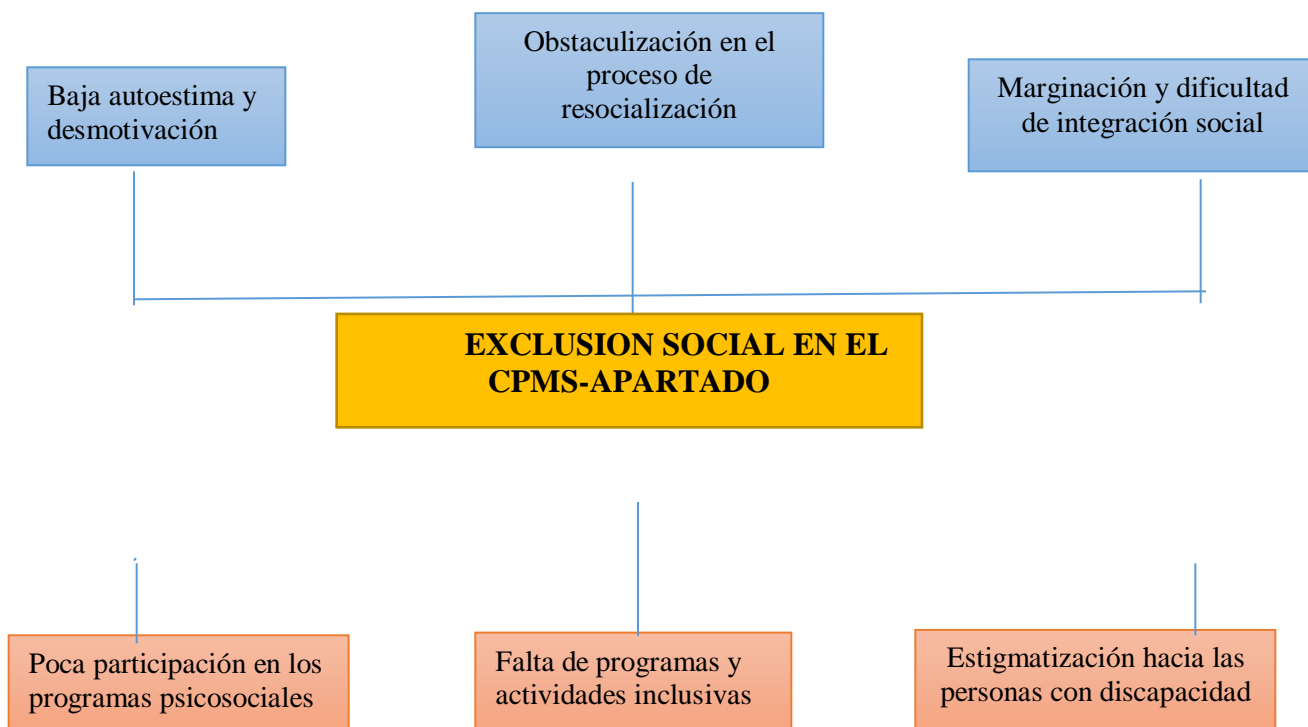 Baja autoestima y
desmotivación
Obstaculización en el
proceso de
resocialización
Marginación y dificultad
de integración social
EXCLUSION SOCIAL EN EL
CPMS-APARTADO
Poca participación en los
programas psicosociales
Falta de programas y
actividades inclusivas
Estigmatización hacia las
personas con discapacidad